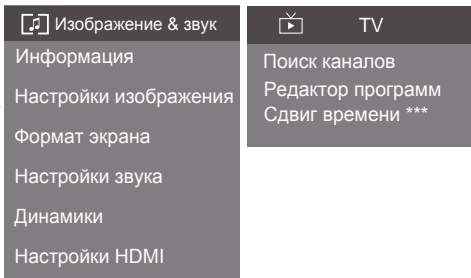 Изображение & звук
Информация
Настройки изображения
Формат экрана
Настройки звука
Динамики
Настройки HDMI
TV
Поиск каналов
Редактор программ
Сдвиг времени ***